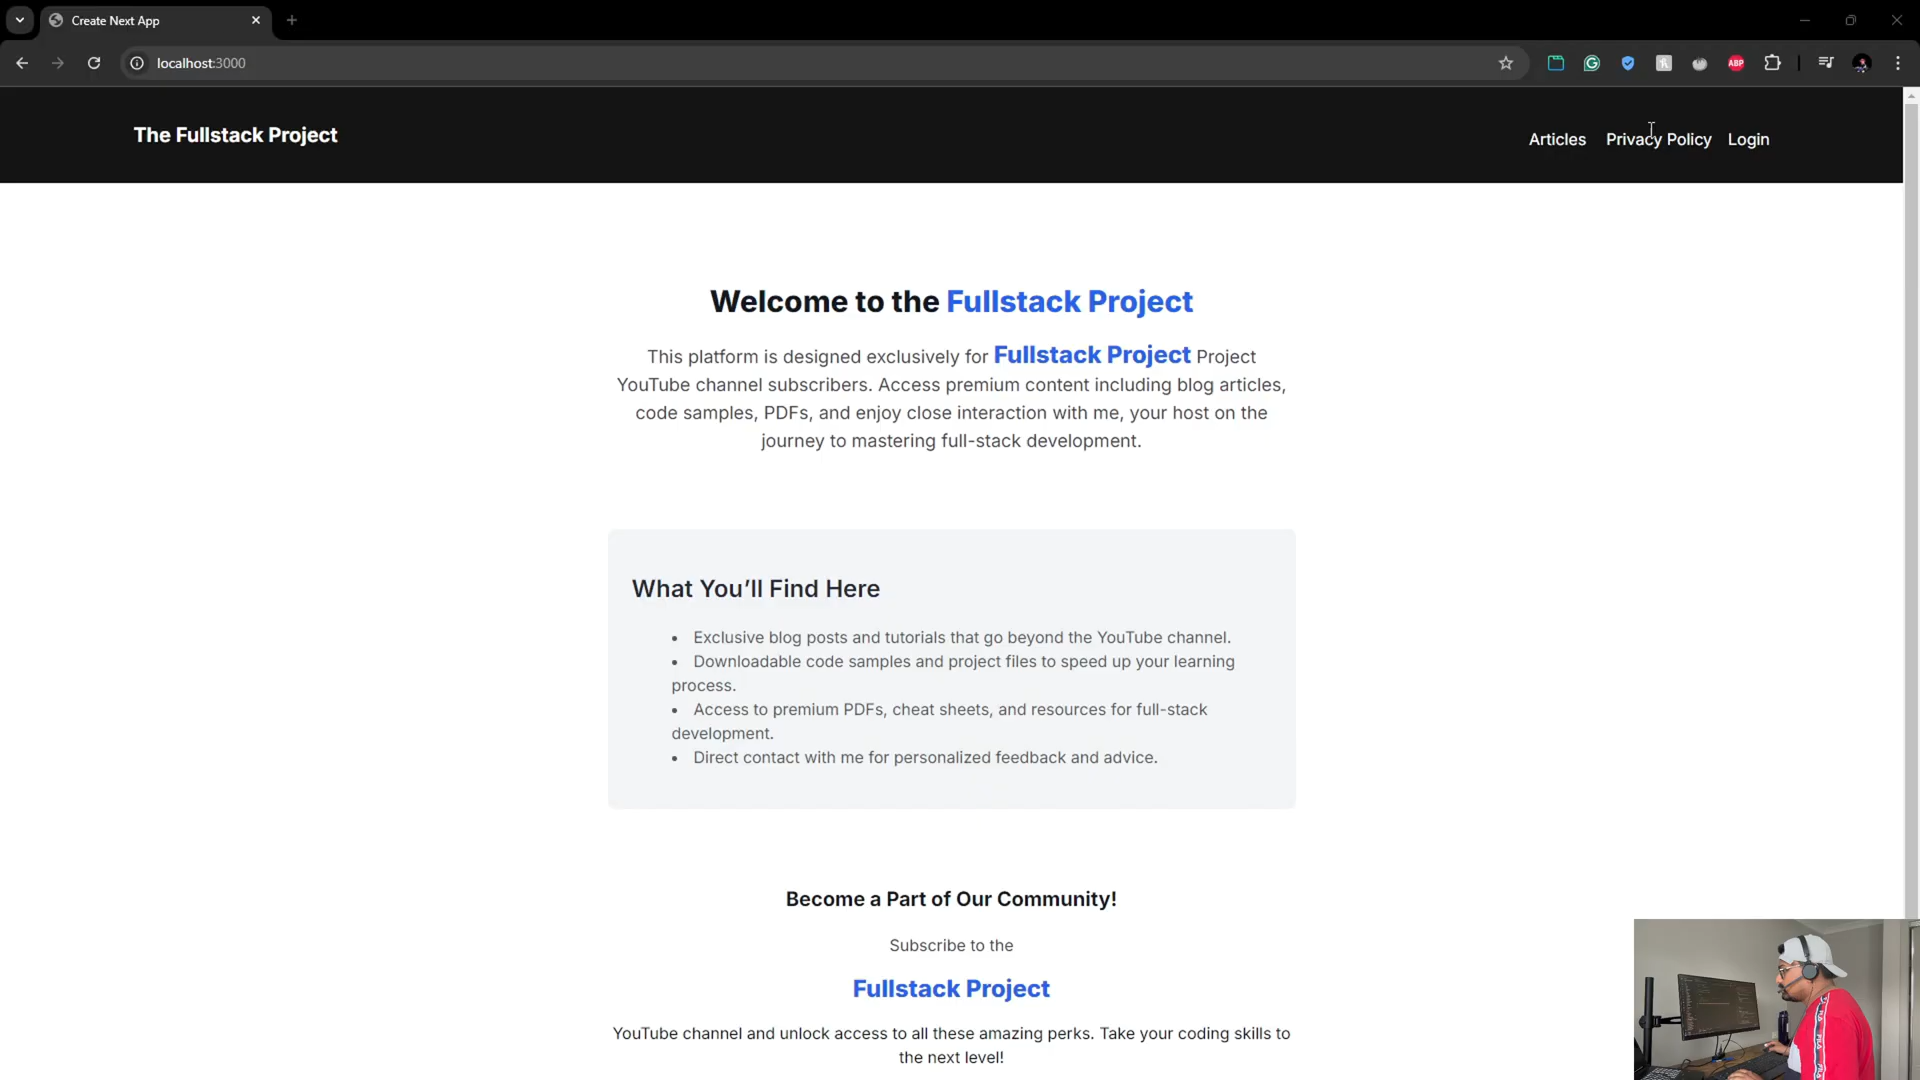 Create Next App
localhost:3000
ABP
The Fullstack Project
Articles Privacy Policy Login
Welcome to the Fullstack Project
This platform is designed exclusively for Fullstack Project Project
YouTube channel subscribers. Access premium content including blog articles,
code samples, PDFs, and enjoy close interaction with me, your host on the
journey to mastering full-stack development.
What You’ll Find Here
• Exclusive blog posts and tutorials that go beyond the YouTube channel.
• Downloadable code samples and project files to speed up your learning
process.
• Access to premium PDFs, cheat sheets, and resources for full-stack
development.
• Direct contact with me for personalized feedback and advice.
Become a Part of Our Community!
Subscribe to the
Fullstack Project
YouTube channel and unlock access to all these amazing perks. Take your coding skills to
the next level!